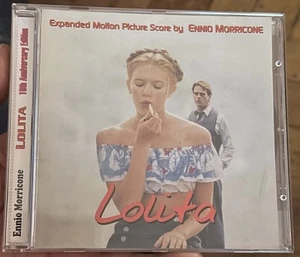 Expanded Motion Picture Score by ENNIO MORRICONE
Lolita
Ennio Morricone LOLITA 10th Anniversary Edition